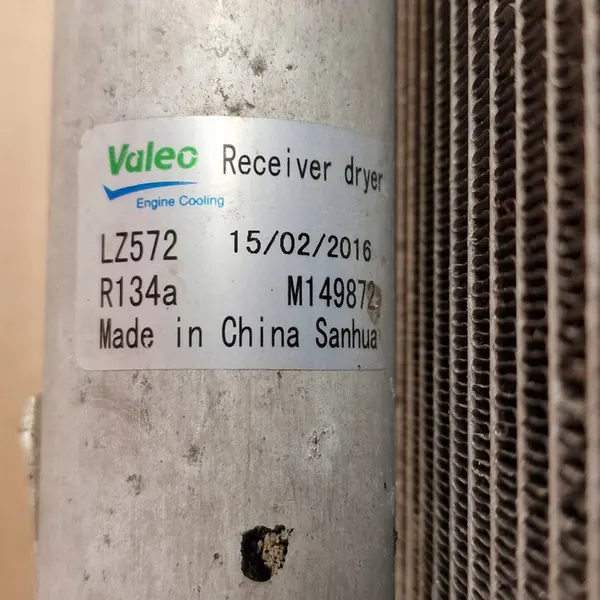 Valeo Receiver dryer
Engine Cooling
LZ572 15/02/2016
R134a M149872
Made in China Sanhua